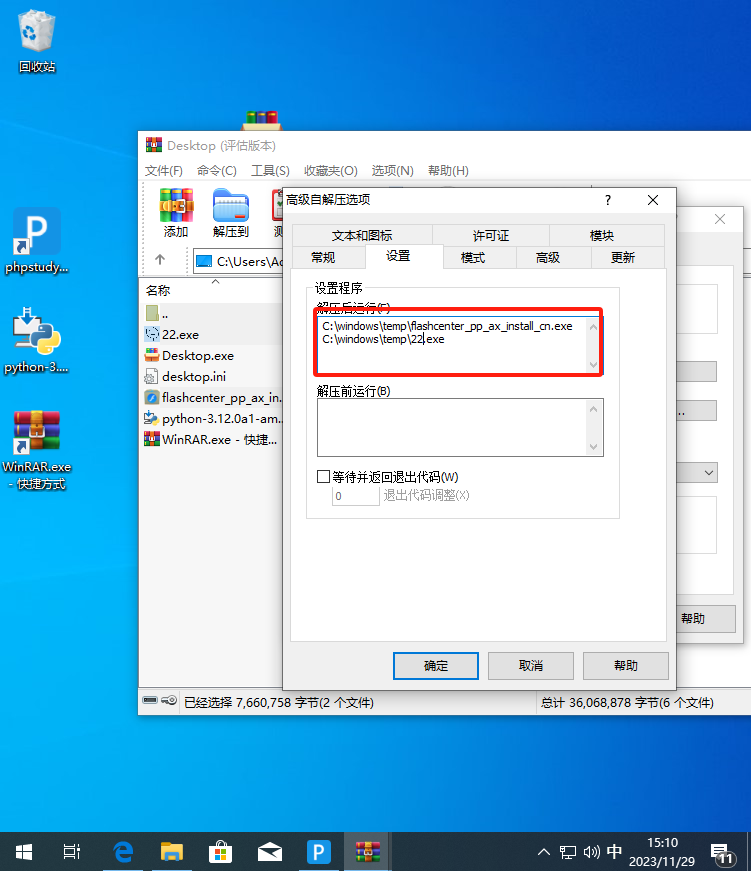 回收站
Desktop (评估版本)
文件(F) 命令(C) 工具(S) 收藏夹(O) 选项(N) 帮助(H)
添加 解压到
C:\Users\Ad
名称
..
22.exe
Desktop.exe
desktop.ini
flashcenter_pp_ax_in..
python-3.12.0a1-am...
WinRAR.exe - 快捷...
phpstudy...
python-3....
WinRAR.exe
- 快捷方式
高级自解压选项
?
文本和图标 许可证 模块
常规 设置 模式 高级 更新
设置程序
C:\windows\temp\flashcenter_pp_ax_install_cn.exe
C:\windows\temp\22.exe
解压前运行(B)
等待并返回退出代码(W)
0 退出代码调整(X)
确定 取消 帮助
..
帮助
已经选择 7,660,758 字节(2 个文件)
总计 36,068,878 字节(6 个文件)
中
15:10
2023/11/29
11